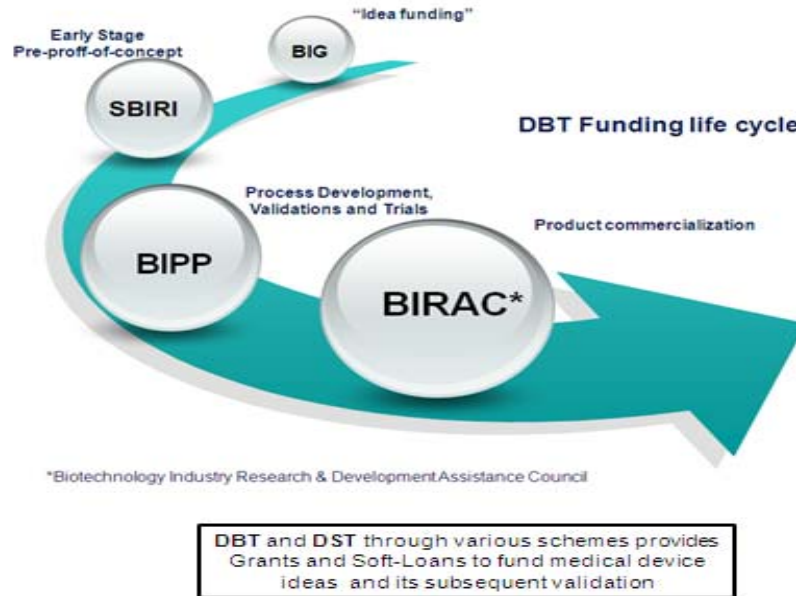 “Idea funding”
BIG
Early Stage
Pre-proff-of-concept
SBIRI
DBT Funding life cycle
Process Development,
Validations and Trials
BIPP
Product commercialization
BIRAC*
*Biotechnology Industry Research & Development Assistance Council
DBT and DST through various schemes provides
Grants and Soft-Loans to fund medical device
ideas and its subsequent validation